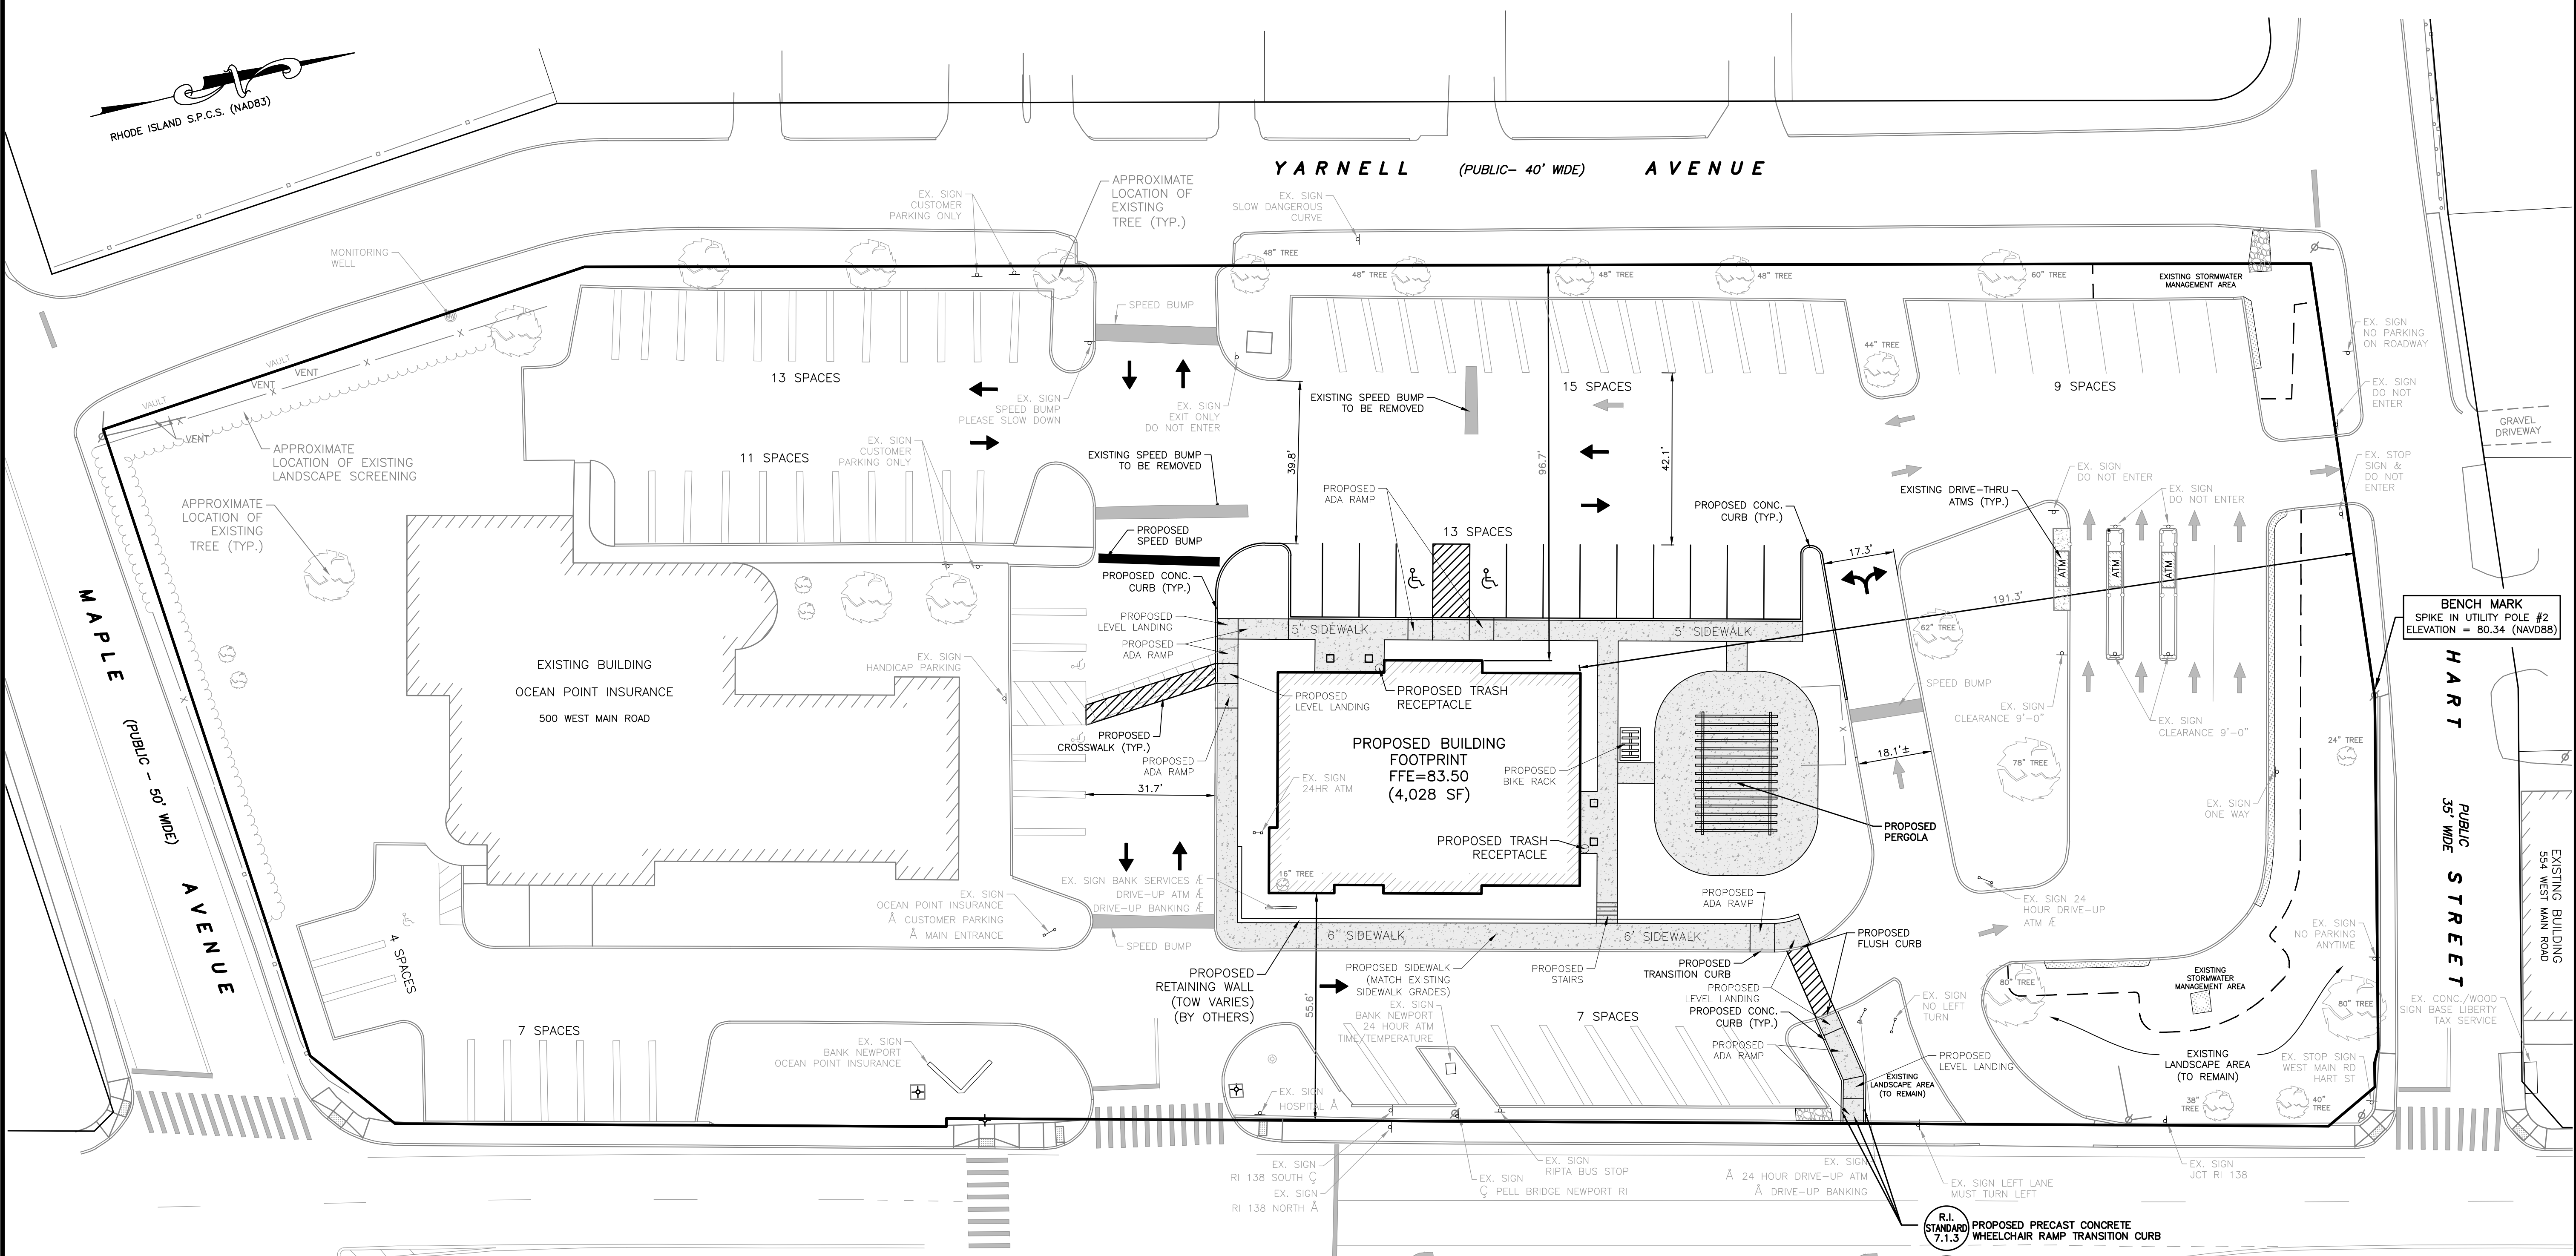 RHODE ISLAND S.P.C.S. (NAD83)
YARNELL (PUBLIC- 40' WIDE) AVENUE
MONITORING
WELL
EX. SIGN
CUSTOMER
PARKING ONLY
APPROXIMATE
LOCATION OF
EXISTING
TREE (TYP.)
EX. SIGN
SLOW DANGEROUS
CURVE
48" TREE
48" TREE
48" TREE
48" TREE
60" TREE
EXISTING STORMWATER
MANAGEMENT AREA
SPEED BUMP
VAULT
VENT
VENT
VAULT
VENT
13 SPACES
EX. SIGN
SPEED BUMP
PLEASE SLOW DOWN
EX. SIGN
EXIT ONLY
DO NOT ENTER
EXISTING SPEED BUMP
TO BE REMOVED
15 SPACES
44" TREE
9 SPACES
EX. SIGN
NO PARKING
ON ROADWAY
EX. SIGN
DO NOT
ENTER
GRAVEL
DRIVEWAY
APPROXIMATE
LOCATION OF EXISTING
LANDSCAPE SCREENING
11 SPACES
EX. SIGN
CUSTOMER
PARKING ONLY
EXISTING SPEED BUMP
TO BE REMOVED
39.8'
96.7'
42.1'
EX. STOP
SIGN &
DO NOT
ENTER
EX. SIGN
DO NOT ENTER
EX. SIGN
DO NOT ENTER
EXISTING DRIVE-THRU
ATMS (TYP.)
APPROXIMATE
LOCATION OF
EXISTING
TREE (TYP.)
PROPOSED
ADA RAMP
PROPOSED CONC.
CURB (TYP.)
PROPOSED
SPEED BUMP
13 SPACES
17.3'
ATM
ATM
ATM
PROPOSED CONC.
CURB (TYP.)
191.3'
BENCH MARK
SPIKE IN UTILITY POLE #2
ELEVATION = 80.34 (NAVD88)
PROPOSED
LEVEL LANDING
5' SIDEWALK
5' SIDEWALK
62" TREE
PROPOSED
ADA RAMP
EX. SIGN
HANDICAP PARKING
EXISTING BUILDING
OCEAN POINT INSURANCE
500 WEST MAIN ROAD
PROPOSED
LEVEL LANDING
PROPOSED TRASH
RECEPTACLE
SPEED BUMP
EX. SIGN
CLEARANCE 9'-0"
EX. SIGN
CLEARANCE 9'-0"
PROPOSED
CROSSWALK (TYP.)
PROPOSED
ADA RAMP
PROPOSED BUILDING
FOOTPRINT
FFE=83.50
(4,028 SF)
PROPOSED
BIKE RACK
18.1'±
78" TREE
24" TREE
31.7'
EX. SIGN
24HR ATM
PROPOSED
PERGOLA
PROPOSED TRASH
RECEPTACLE
EX. SIGN
ONE WAY
MAPLE (PUBLIC - 50' WIDE) AVENUE
HART PUBLIC 35' WIDE STREET
EXISTING BUILDING
554 WEST MAIN ROAD
EX. SIGN BANK SERVICES Æ
DRIVE-UP ATM Æ
DRIVE-UP BANKING Æ
16" TREE
EX. SIGN
OCEAN POINT INSURANCE
Å CUSTOMER PARKING
Å MAIN ENTRANCE
PROPOSED
ADA RAMP
EX. SIGN 24
HOUR DRIVE-UP
ATM Æ
EX. SIGN
NO PARKING
ANYTIME
SPEED BUMP
6' SIDEWALK
6' SIDEWALK
PROPOSED
FLUSH CURB
4 SPACES
PROPOSED
RETAINING WALL
(TOW VARIES)
(BY OTHERS)
PROPOSED SIDEWALK
(MATCH EXISTING
SIDEWALK GRADES)
PROPOSED
STAIRS
PROPOSED
TRANSITION CURB
PROPOSED
LEVEL LANDING
PROPOSED CONC.
CURB (TYP.)
EXISTING
STORMWATER
MANAGEMENT AREA
80" TREE
80" TREE
EX. SIGN
NO LEFT
TURN
EX. CONC./WOOD
SIGN BASE LIBERTY
TAX SERVICE
55.6'
EX. SIGN
BANK NEWPORT
24 HOUR ATM
TIME/TEMPERATURE
7 SPACES
7 SPACES
EX. SIGN
BANK NEWPORT
OCEAN POINT INSURANCE
PROPOSED
ADA RAMP
PROPOSED
LEVEL LANDING
EXISTING
LANDSCAPE AREA
(TO REMAIN)
EXISTING
LANDSCAPE AREA
(TO REMAIN)
EX. STOP SIGN
WEST MAIN RD
HART ST
38"
TREE
40"
TREE
EX. SIGN
HOSPITAL Å
EX. SIGN
RI 138 SOUTH Ç
EX. SIGN
RI 138 NORTH Å
EX. SIGN
RIPTA BUS STOP
EX. SIGN
Ç PELL BRIDGE NEWPORT RI
EX. SIGN
Å 24 HOUR DRIVE-UP ATM
Å DRIVE-UP BANKING
EX. SIGN LEFT LANE
MUST TURN LEFT
EX. SIGN
JCT RI 138
R.I.
STANDARD
7.1.3
PROPOSED PRECAST CONCRETE
WHEELCHAIR RAMP TRANSITION CURB